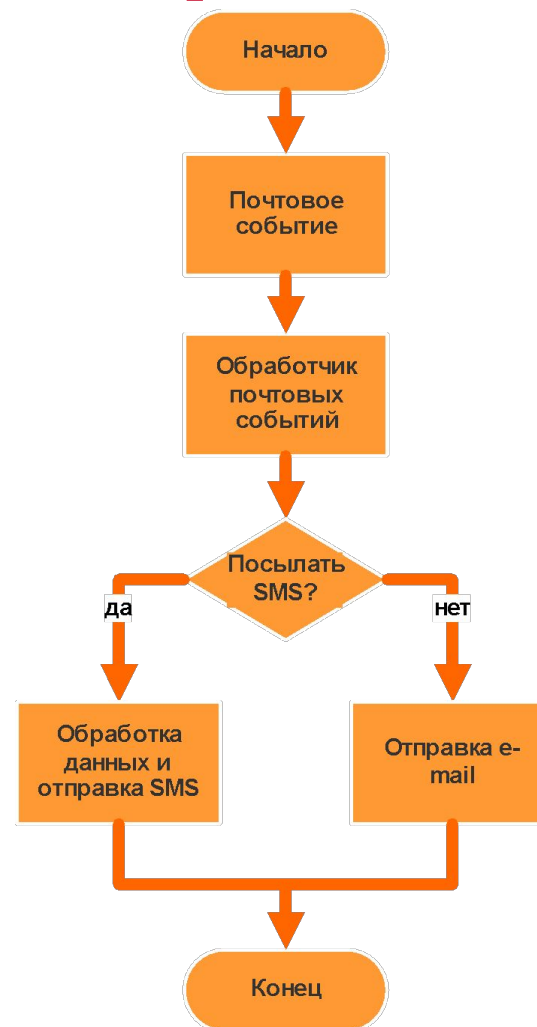 Начало
Почтовое
событие
Обработчик
почтовых
событий
Посылать
SMS?
да
нет
Обработка
данных и
отправка SMS
Отправка e-
mail
Конец